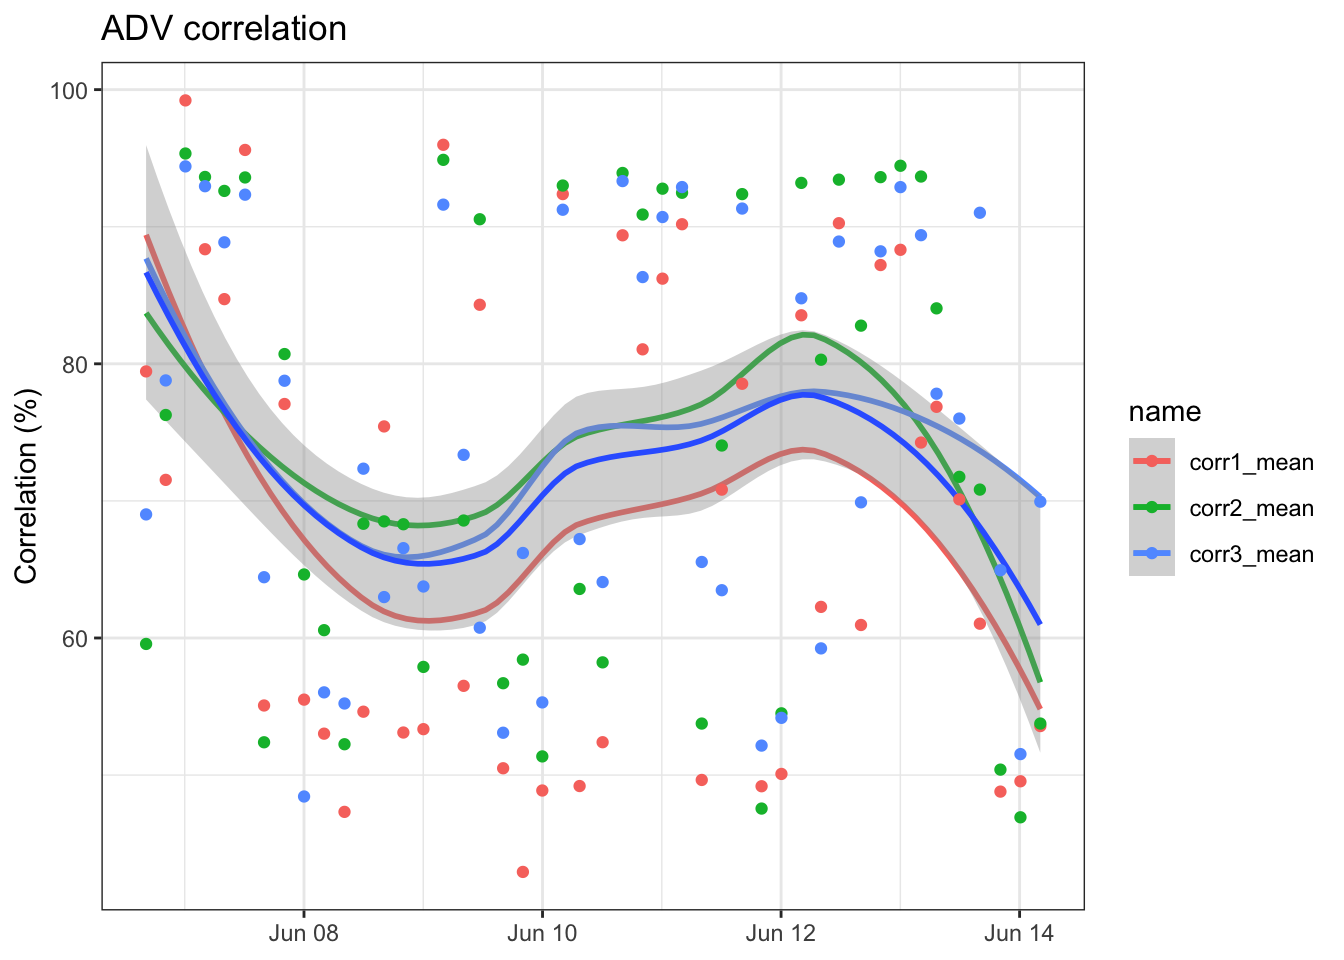 ADV correlation
Correlation (%)
100
80
60
Jun 08
Jun 10
Jun 12
Jun 14
name
corr1_mean
corr2_mean
corr3_mean